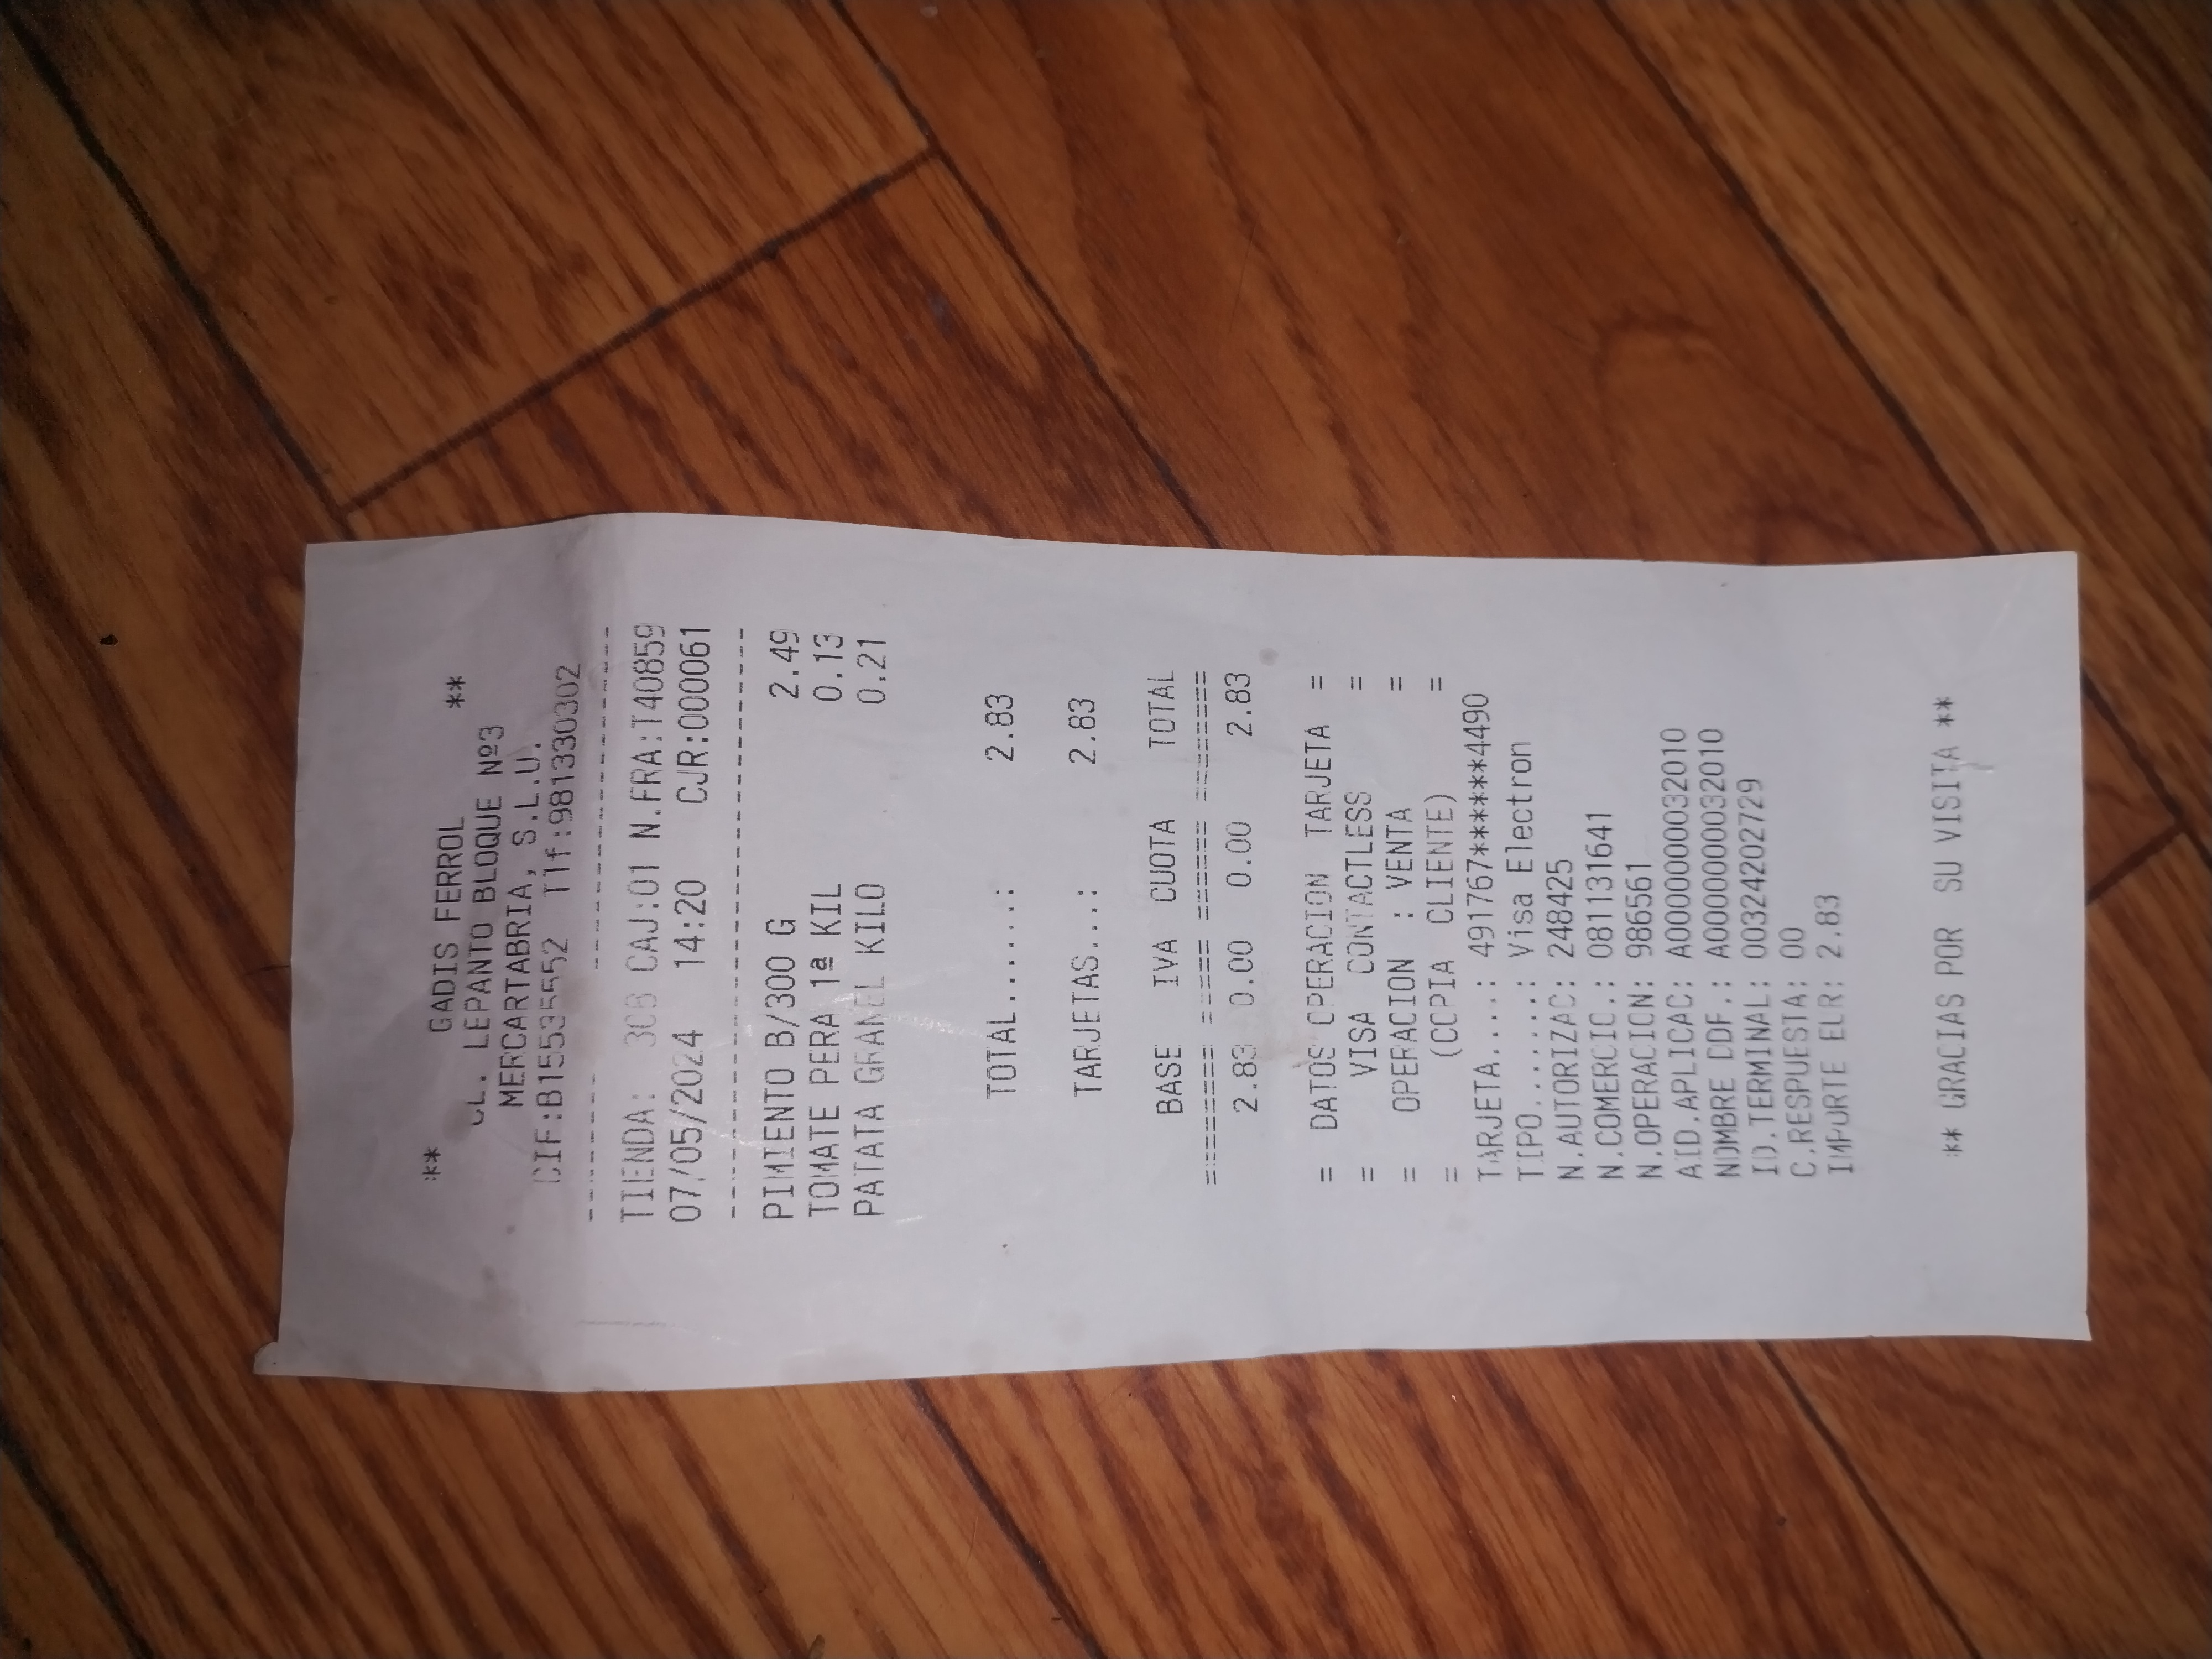 ** GADIS FERROL **
CL. LEPANTO BLOQUE Nº3
MERCARTABRIA, S.L.U.
CIF:B15535552 Tlf:981330302
--------------------------------
TIENDA: CAJ:01 N.FRA:T40859
07/05/2024 14:20 CJR:000061
--------------------------------
PIMIENTO B/300 G 2.49
TOMATE PERA 1ª KIL 0.13
PATATA GRANEL KILO 0.21
TOTAL......: 2.83
TARJETAS...: 2.83
BASE IVA CUOTA TOTAL
======== ===== ====== ========
2.83 0.00 0.00 2.83
= DATOS OPERACION TARJETA =
= VISA CONTACTLESS =
= OPERACION : VENTA =
= (COPIA CLIENTE) =
TARJETA....: 491767******4490
TIPO.......: Visa Electron
N.AUTORIZAC: 248425
N.COMERCIO.: 081131641
N.OPERACION: 986561
AID.APLICAC: A0000000032010
NOMBRE DDF.: A0000000032010
ID.TERMINAL: 00324202729
C.RESPUESTA: 00
IMPORTE EUR: 2.83
** GRACIAS POR SU VISITA **